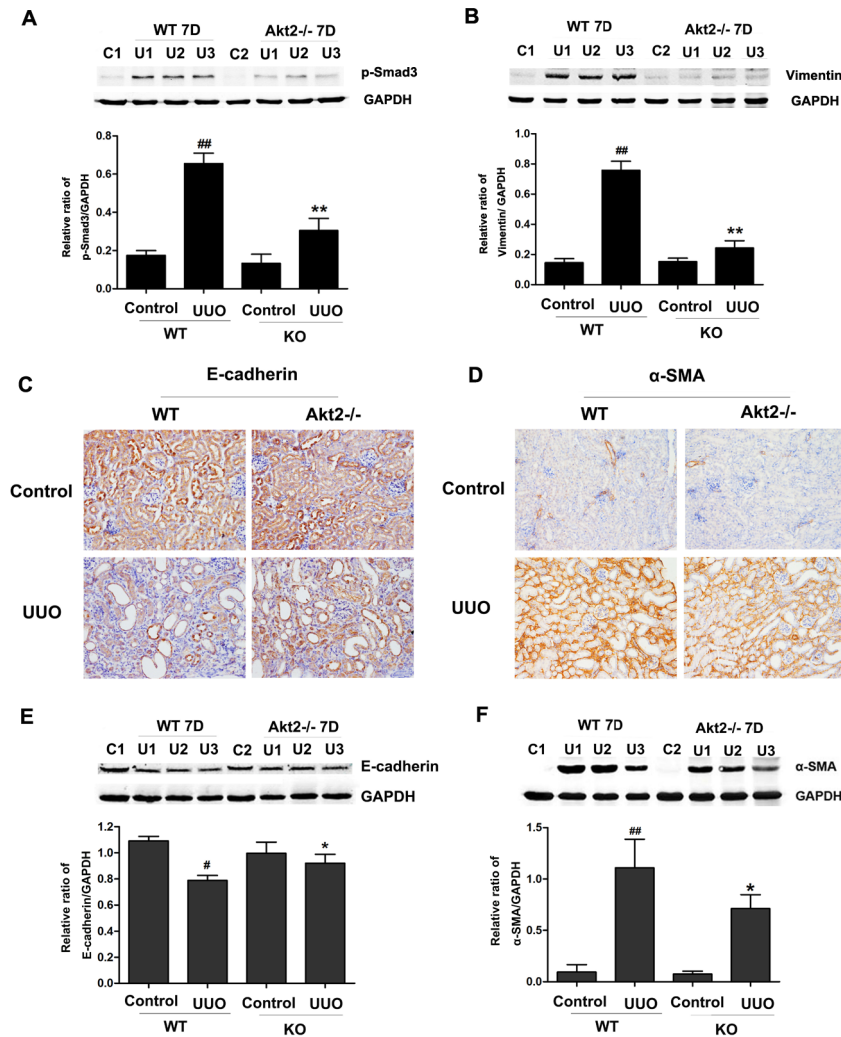 A
WT 7D
Akt2-/- 7D
C1 U1 U2 U3 C2 U1 U2 U3
p-Smad3
GAPDH
Relative ratio of
p-Smad3/GAPDH
0.8
0.6
0.4
0.2
0.0
##
**
Control UUO Control UUO
WT KO
B
WT 7D
Akt2-/- 7D
C1 U1 U2 U3 C2 U1 U2 U3
Vimentin
GAPDH
Relative ratio of
Vimentin/ GAPDH
1.0
0.8
0.6
0.4
0.2
0.0
##
**
Control UUO Control UUO
WT KO
C
E-cadherin
WT Akt2-/-
Control
UUO
D
α-SMA
WT Akt2-/-
Control
UUO
E
WT 7D
Akt2-/- 7D
C1 U1 U2 U3 C2 U1 U2 U3
E-cadherin
GAPDH
Relative ratio of
E-cadherin/GAPDH
1.2
1.0
0.8
0.6
0.4
0.2
0.0
#
*
Control UUO Control UUO
WT KO
F
WT 7D
Akt2-/- 7D
C1 U1 U2 U3 C2 U1 U2 U3
α-SMA
GAPDH
Relative ratio of
α-SMA/GAPDH
1.5
1.0
0.5
0.0
##
*
Control UUO Control UUO
WT KO